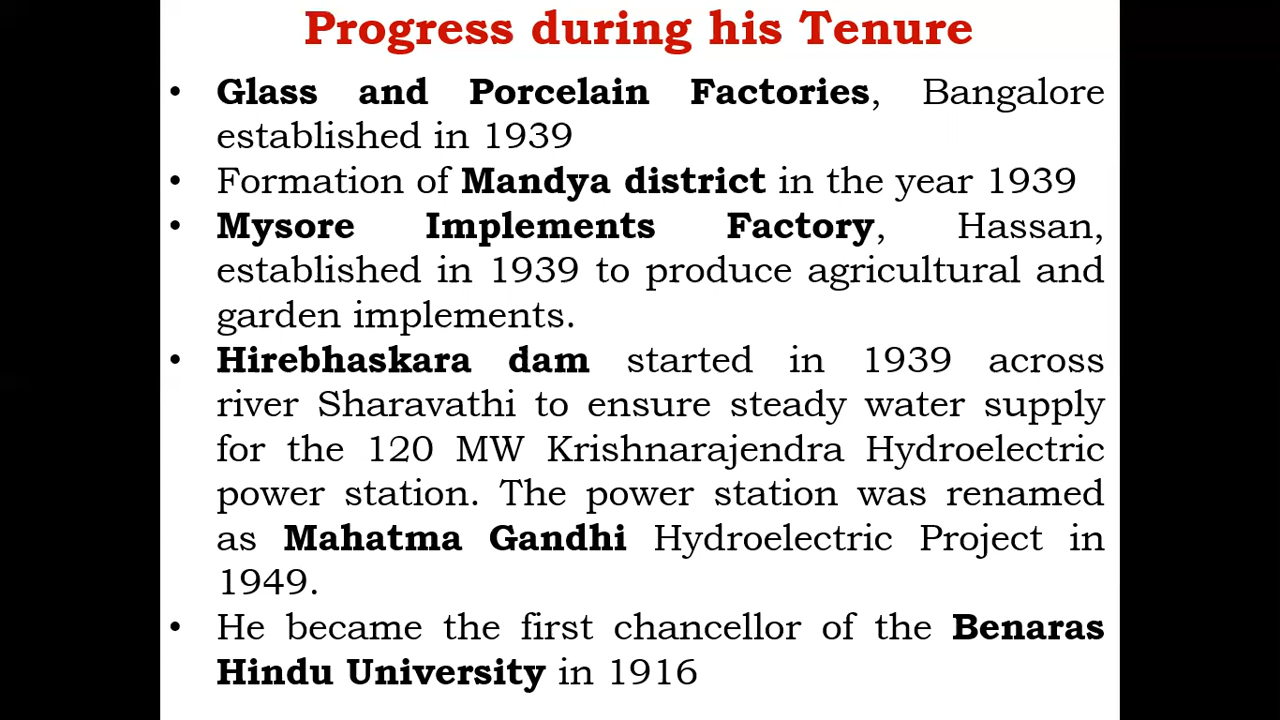 Progress during his Tenure
• Glass and Porcelain Factories, Bangalore
established in 1939
• Formation of Mandya district in the year 1939
• Mysore Implements Factory, Hassan,
established in 1939 to produce agricultural and
garden implements.
• Hirebhaskara dam started in 1939 across
river Sharavathi to ensure steady water supply
for the 120 MW Krishnarajendra Hydroelectric
power station. The power station was renamed
as Mahatma Gandhi Hydroelectric Project in
1949.
• He became the first chancellor of the Benaras
Hindu University in 1916